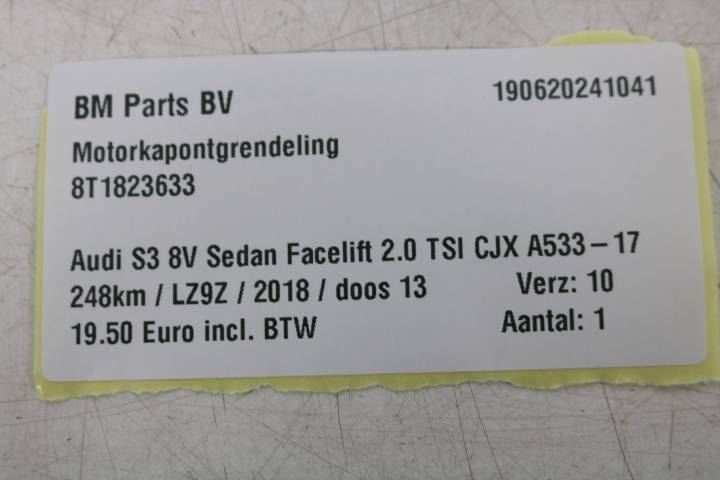 BM Parts BV 190620241041
Motorkapontgrendeling
8T1823633
Audi S3 8V Sedan Facelift 2.0 TSI CJX A533-17
248km / LZ9Z / 2018 / doos 13 Verz: 10
19.50 Euro incl. BTW Aantal: 1